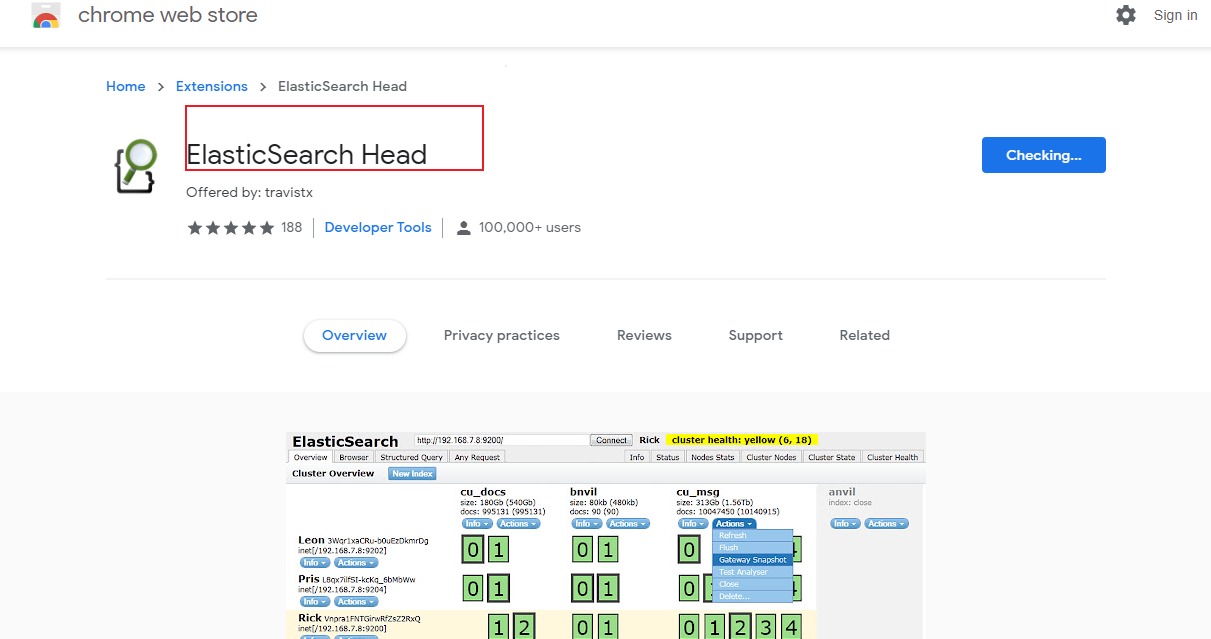 chrome web store
Sign in
Home > Extensions > ElasticSearch Head
ElasticSearch Head
Checking...
Offered by: travistx
188 Developer Tools 100,000+ users
Overview Privacy practices Reviews Support Related
ElasticSearch http://192.168.7.8:9200/ Connect Rick cluster health: yellow (6, 18)
Overview Browser Structured Query Any Request Info Status Nodes Stats Cluster Nodes Cluster State Cluster Health
Cluster Overview New Index
cu_docs bnvil cu_msg anvil
size: 180Gb (540Gb) size: 80kb (480kb) size: 313Gb (1.56Tb) index: close
docs: 995131 (995131) docs: 90 (90) docs: 10047450 (10140915)
Info Actions Info Actions Info Actions Info Actions
Refresh
Flush
Gateway Snapshot
Test Analyser
Close
Delete...
Leon 3Wqr1xaCRu-b0uEzDkmrDg
inet[/192.168.7.8:9202]
Info Actions
0 1 0 1 0 4
Pris L8qx7ilfSI-kcKq_6bMbWw
inet[/192.168.7.8:9204]
Info Actions
0 1 0 1 0 4
Rick Vnpra1FNTGirwRfZsZ2RxQ
inet[/192.168.7.8:9200]
1 2 0 1 0 1 2 3 4